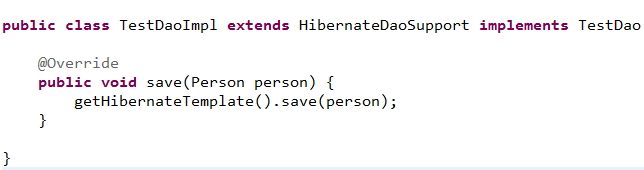 public class TestDaoImpl extends HibernateDaoSupport implements TestDao
@Override
public void save(Person person) {
getHibernateTemplate().save(person);
}
}